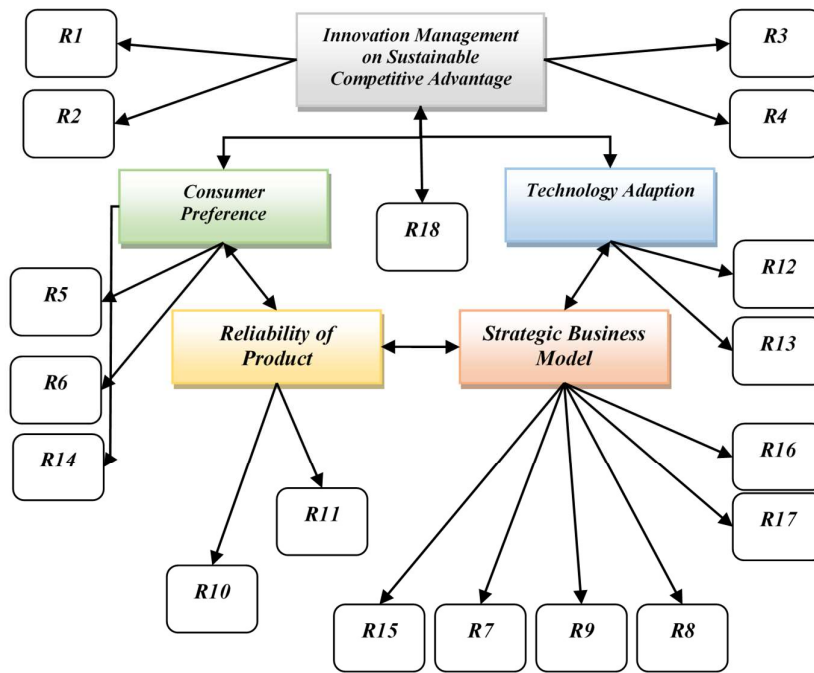 R1
Innovation Management
on Sustainable
Competitive Advantage
R3
R2
R4
Consumer
Preference
Technology Adaption
R18
R12
R5
Reliability of
Product
Strategic Business
Model
R13
R6
R14
R16
R11
R17
R10
R15
R7
R9
R8